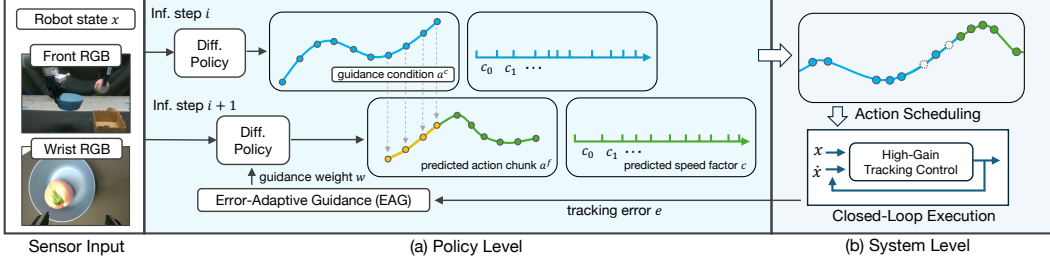 Robot state x
Front RGB
Wrist RGB
Sensor Input
Inf. step i
Diff.
Policy
guidance condition a^c
c_0 c_1 ...
Inf. step i + 1
Diff.
Policy
predicted action chunk a^f
c_0 c_1 ...
predicted speed factor c
guidance weight w
Error-Adaptive Guidance (EAG)
tracking error e
(a) Policy Level
Action Scheduling
x
ẋ
High-Gain
Tracking Control
Closed-Loop Execution
(b) System Level